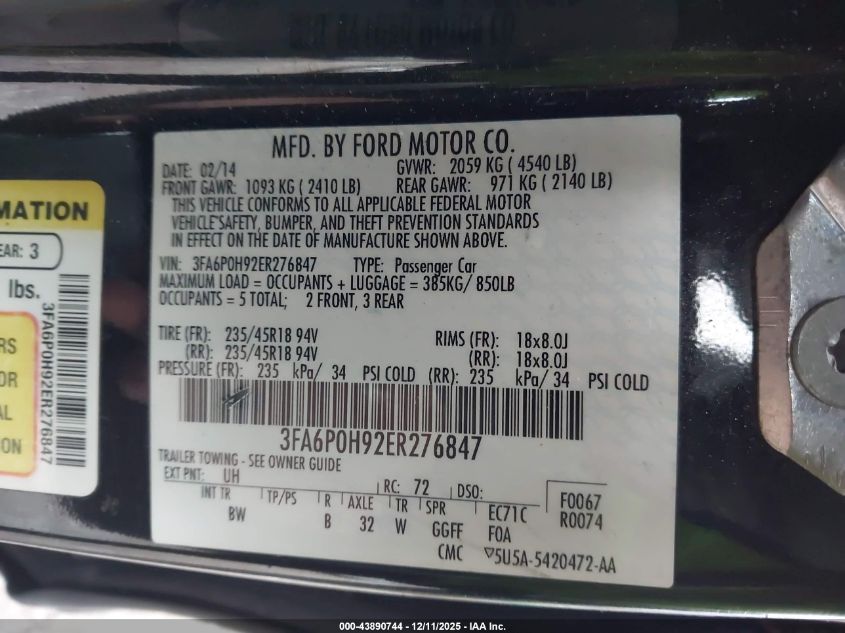 MFD. BY FORD MOTOR CO.
DATE: 02/14 GVWR: 2059 KG ( 4540 LB)
FRONT GAWR: 1093 KG ( 2410 LB) REAR GAWR: 971 KG ( 2140 LB)
THIS VEHICLE CONFORMS TO ALL APPLICABLE FEDERAL MOTOR
VEHICLE SAFETY, BUMPER, AND THEFT PREVENTION STANDARDS
IN EFFECT ON THE DATE OF MANUFACTURE SHOWN ABOVE.
VIN: 3FA6P0H92ER276847 TYPE: Passenger Car
MAXIMUM LOAD = OCCUPANTS + LUGGAGE = 385KG/ 850LB
OCCUPANTS = 5 TOTAL; 2 FRONT, 3 REAR
TIRE (FR): 235/45R18 94V RIMS (FR): 18x8.0J
(RR): 235/45R18 94V (RR): 18x8.0J
PRESSURE (FR): 235 kPa/ 34 PSI COLD (RR): 235 kPa/ 34 PSI COLD
3FA6P0H92ER276847
TRAILER TOWING - SEE OWNER GUIDE
EXT PNT: UH RC: 72 DSO:
INT TR TP/PS R AXLE TR SPR EC71C F0067
BW B 32 W GGFF F0A R0074
CMC ▽5U5A-5420472-AA
MATION
EAR: 3
lbs.
RS
OR
AL
ION
3FA6P0H92ER276847
000-43890744 - 12/11/2025 - IAA Inc.